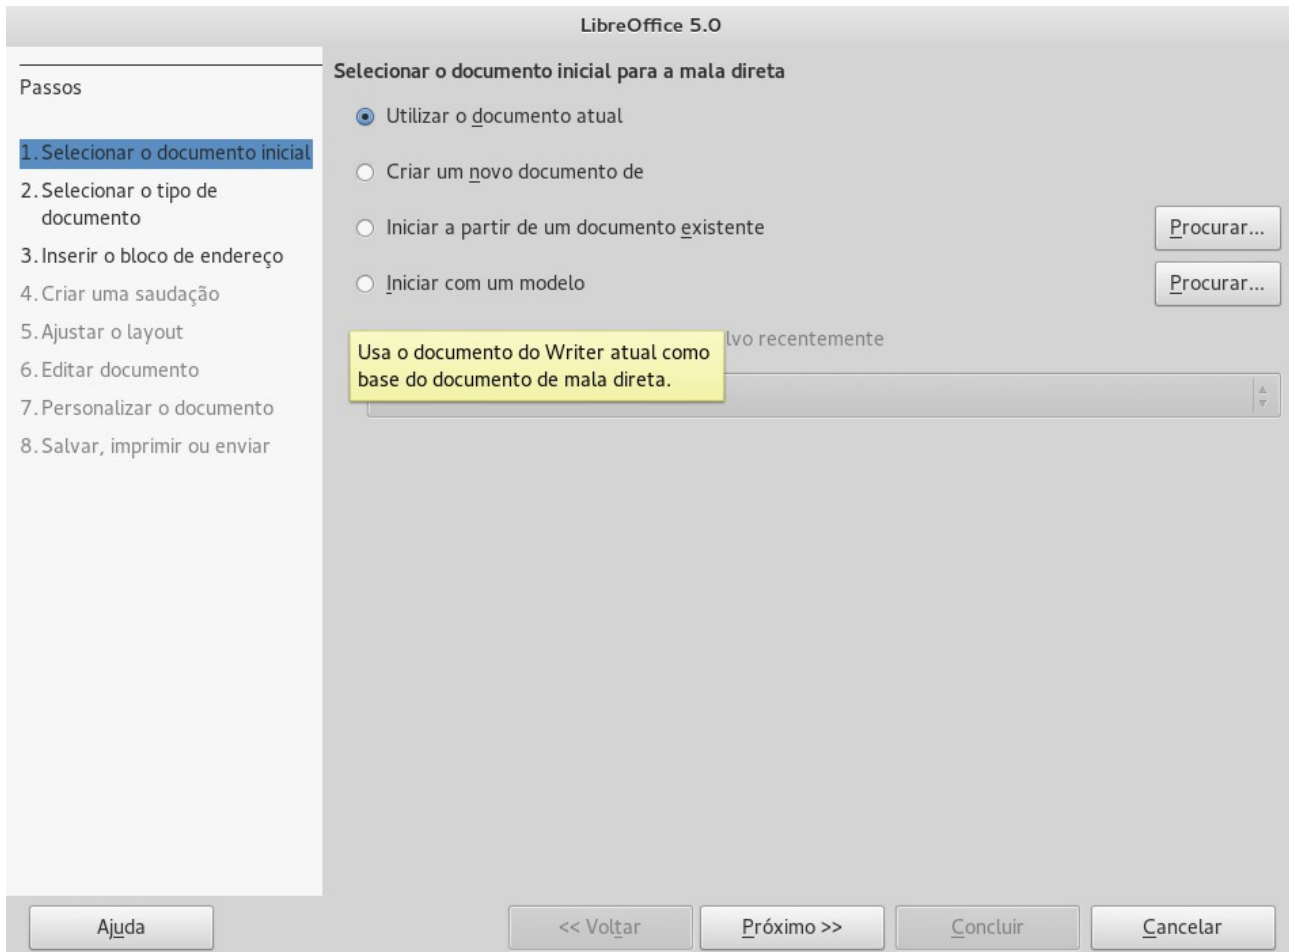 LibreOffice 5.0
Passos
1. Selecionar o documento inicial
2. Selecionar o tipo de
documento
3. Inserir o bloco de endereço
4. Criar uma saudação
5. Ajustar o layout
6. Editar documento
7. Personalizar o documento
8. Salvar, imprimir ou enviar
Selecionar o documento inicial para a mala direta
Utilizar o documento atual
Criar um novo documento de
Iniciar a partir de um documento existente
Procurar...
Iniciar com um modelo
Procurar...
recentemente
Usa o documento do Writer atual como
base do documento de mala direta.
Ajuda
<< Voltar
Próximo >>
Concluir
Cancelar